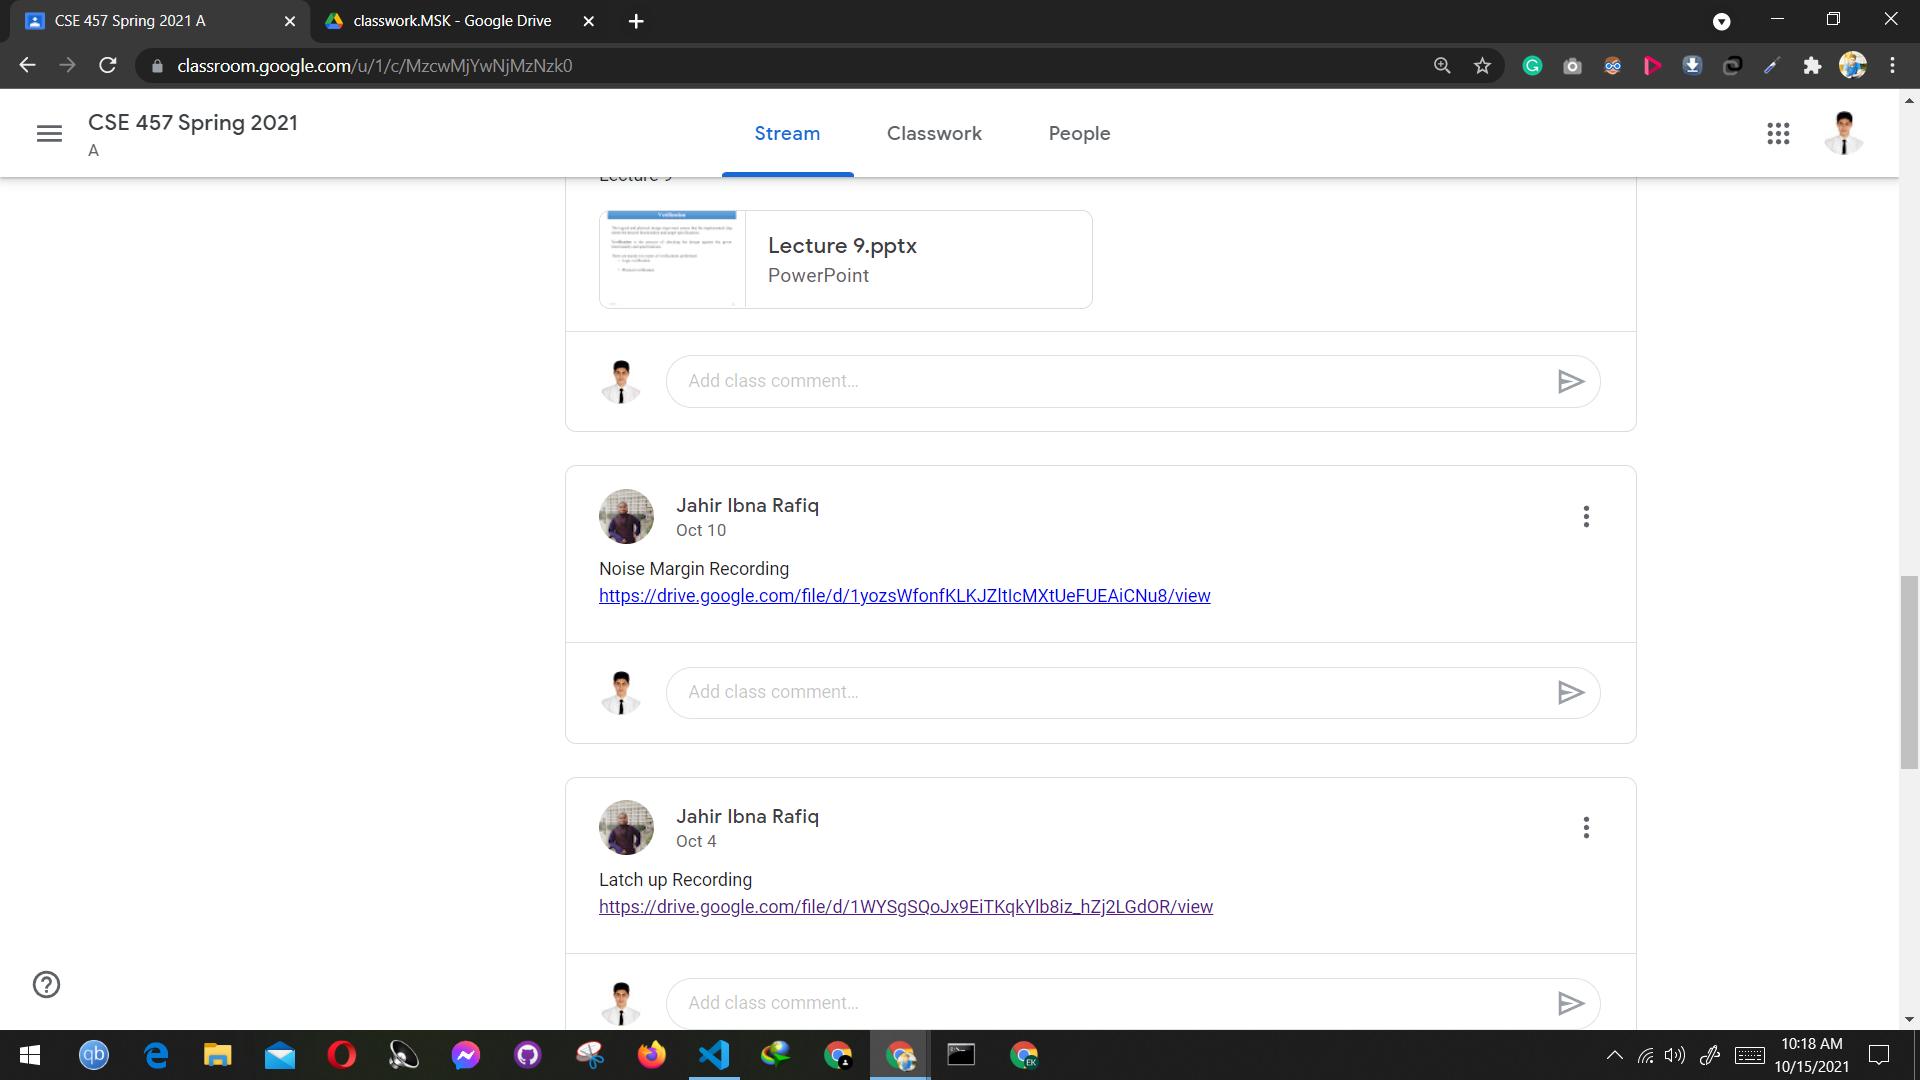 CSE 457 Spring 2021 A
classwork.MSK - Google Drive
classroom.google.com/u/1/c/MzcwMjYwNjMzNzk0
CSE 457 Spring 2021
A
Stream
Classwork
People
Lecture 9
Verification
Lecture 9.pptx
PowerPoint
Add class comment...
Jahir Ibna Rafiq
Oct 10
Noise Margin Recording
https://drive.google.com/file/d/1yozsWfonfKLKJZltIcMXtUeFUEAiCNu8/view
Add class comment...
Jahir Ibna Rafiq
Oct 4
Latch up Recording
https://drive.google.com/file/d/1WYSgSQoJx9EiTKqkYlb8iz_hZj2LGdOR/view
Add class comment...
qb
EK
10:18 AM
10/15/2021